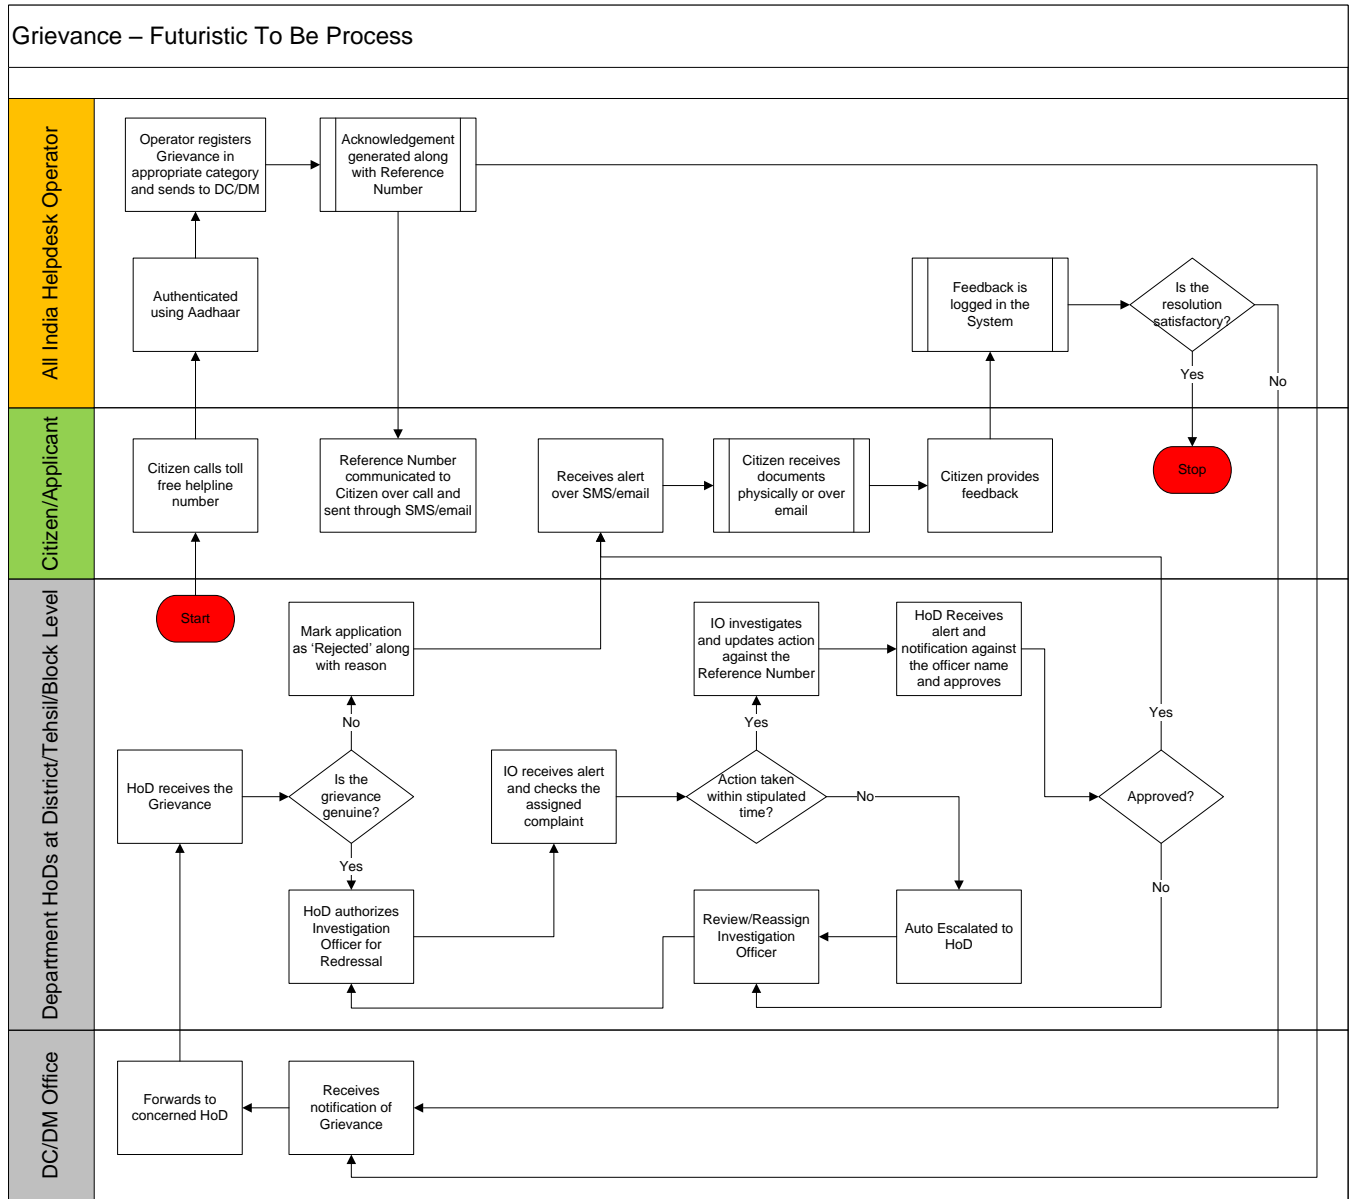 Grievance – Futuristic To Be Process
All India Helpdesk Operator
Operator registers
Grievance in
appropriate category
and sends to DC/DM
Acknowledgement
generated along
with Reference
Number
Authenticated
using Aadhaar
Feedback is
logged in the
System
Is the
resolution
satisfactory?
Yes
No
Citizen/Applicant
Citizen calls toll
free helpline
number
Reference Number
communicated to
Citizen over call and
sent through SMS/email
Receives alert
over SMS/email
Citizen receives
documents
physically or over
email
Citizen provides
feedback
Stop
Department HoDs at District/Tehsil/Block Level
Start
Mark application
as ‘Rejected’ along
with reason
IO investigates
and updates action
against the
Reference Number
HoD Receives
alert and
notification against
the officer name
and approves
No
Yes
Yes
HoD receives the
Grievance
Is the
grievance
genuine?
IO receives alert
and checks the
assigned
complaint
Action taken
within stipulated
time?
No
Approved?
Yes
No
HoD authorizes
Investigation
Officer for
Redressal
Review/Reassign
Investigation
Officer
Auto Escalated to
HoD
DC/DM Office
Forwards to
concerned HoD
Receives
notification of
Grievance